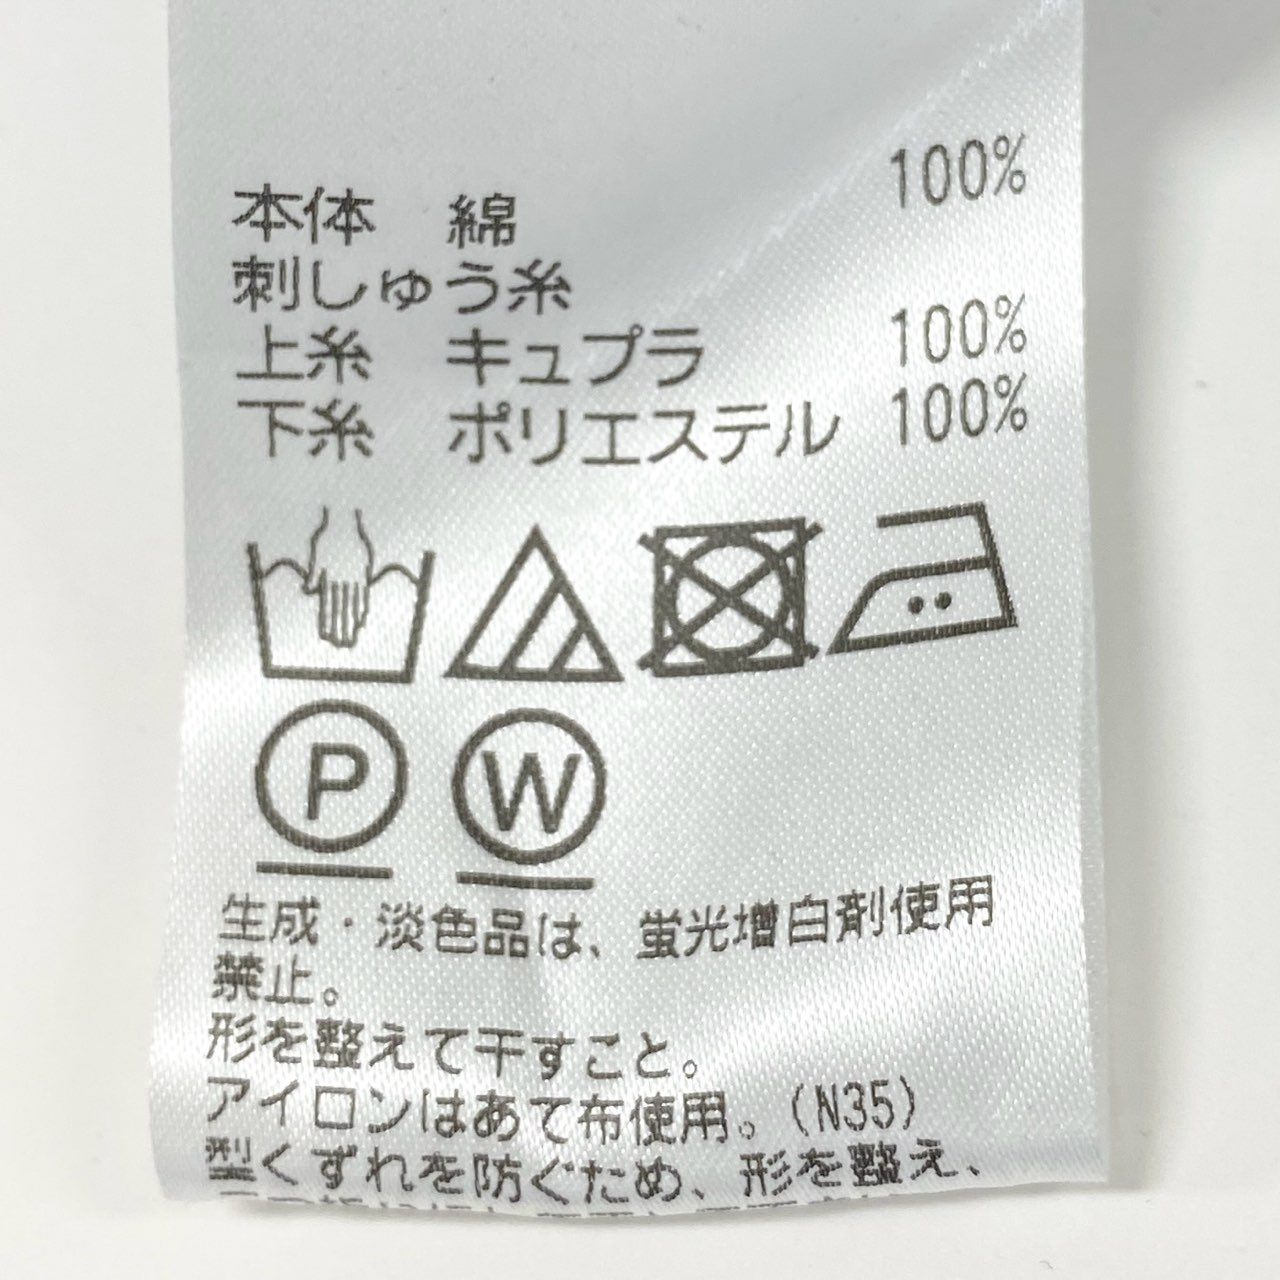 本体 綿 100%
刺しゅう糸
上糸 キュプラ 100%
下糸 ポリエステル 100%
P W
生成・淡色品は、蛍光増白剤使用
禁止。
形を整えて干すこと。
アイロンはあて布使用。(N35)
型くずれを防ぐため、形を整え、